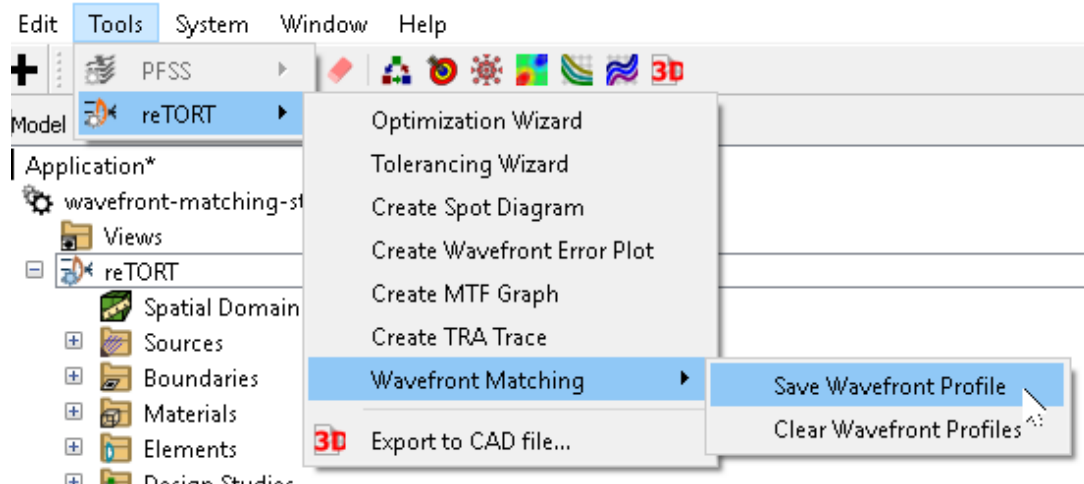 Edit Tools System Window Help
PFSS
3D
Model
reTORT
Optimization Wizard
Application*
Tolerancing Wizard
wavefront-matching-st
Create Spot Diagram
Views
Create Wavefront Error Plot
reTORT
Create MTF Graph
Spatial Domain
Create TRA Trace
Sources
Boundaries
Wavefront Matching
Save Wavefront Profile
Materials
Clear Wavefront Profiles
Elements
3D Export to CAD file...
Design Studies